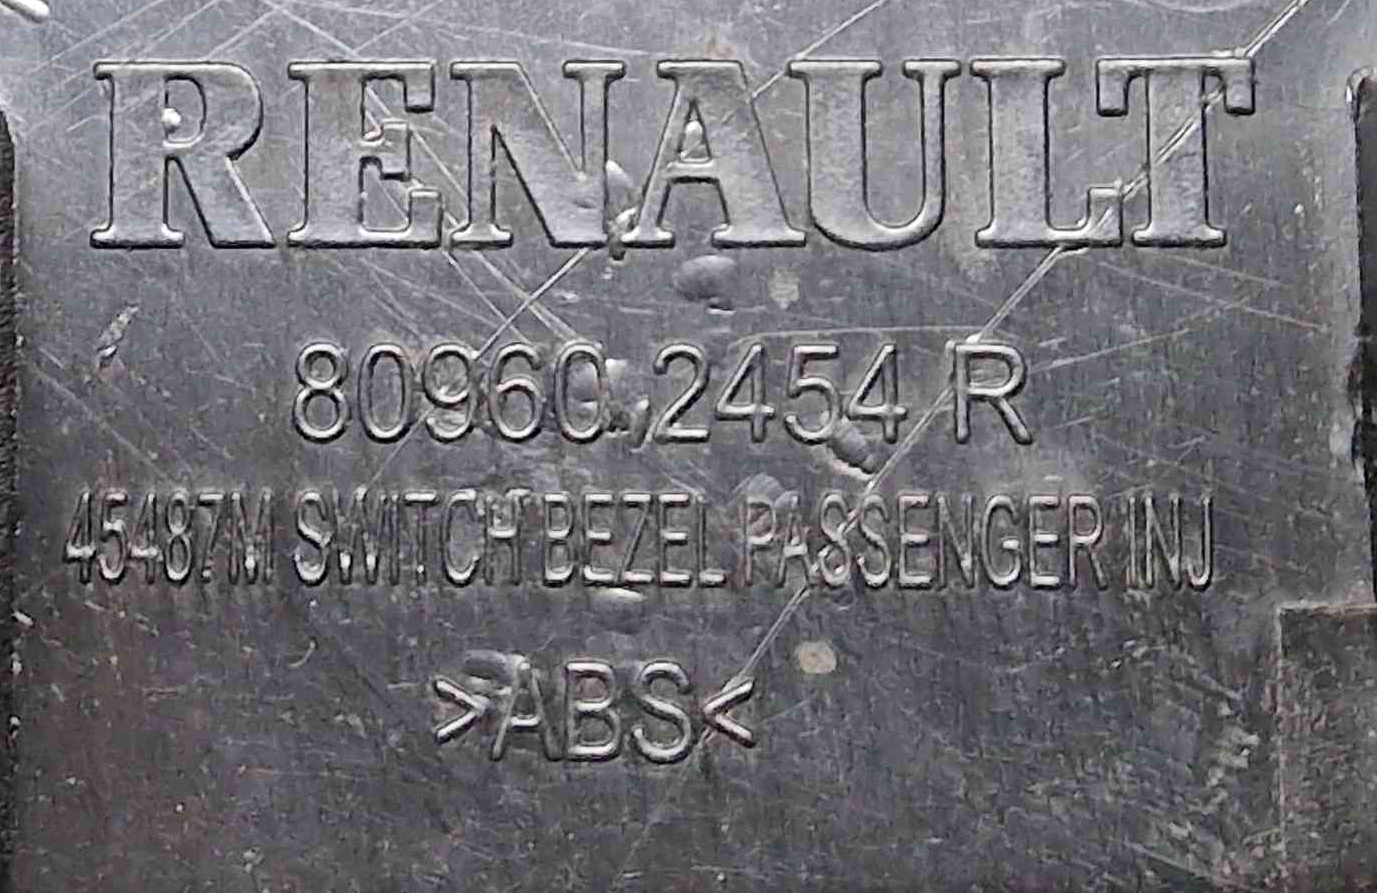 RENAULT
80960 2454 R
45487M SWITCH BEZEL PASSENGER INJ
>ABS<